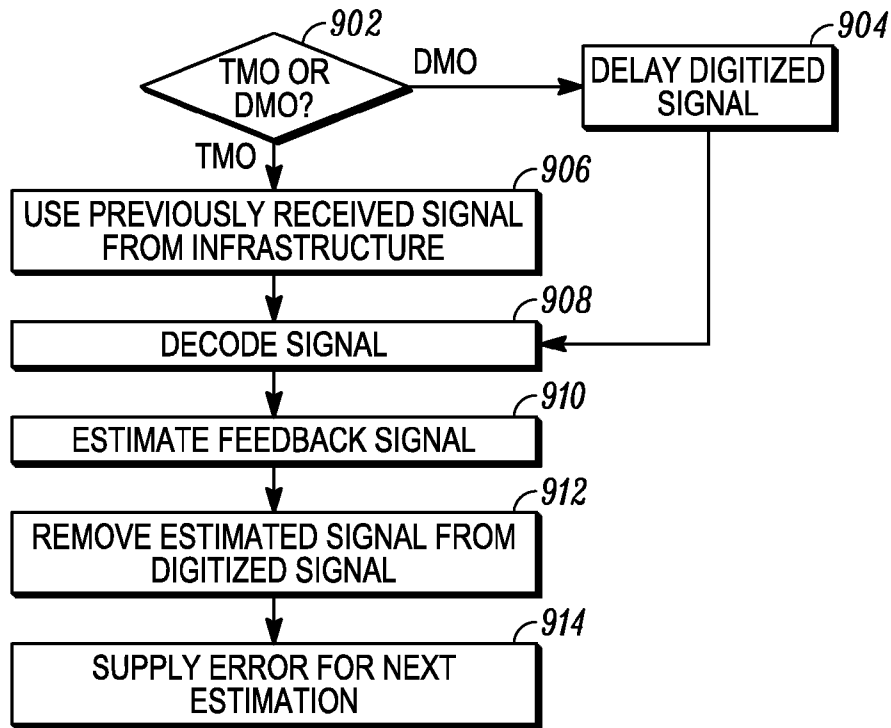 902
TMO OR
DMO?
DMO
904
DELAY DIGITIZED
SIGNAL
TMO
906
USE PREVIOUSLY RECEIVED SIGNAL
FROM INFRASTRUCTURE
908
DECODE SIGNAL
910
ESTIMATE FEEDBACK SIGNAL
912
REMOVE ESTIMATED SIGNAL FROM
DIGITIZED SIGNAL
914
SUPPLY ERROR FOR NEXT
ESTIMATION